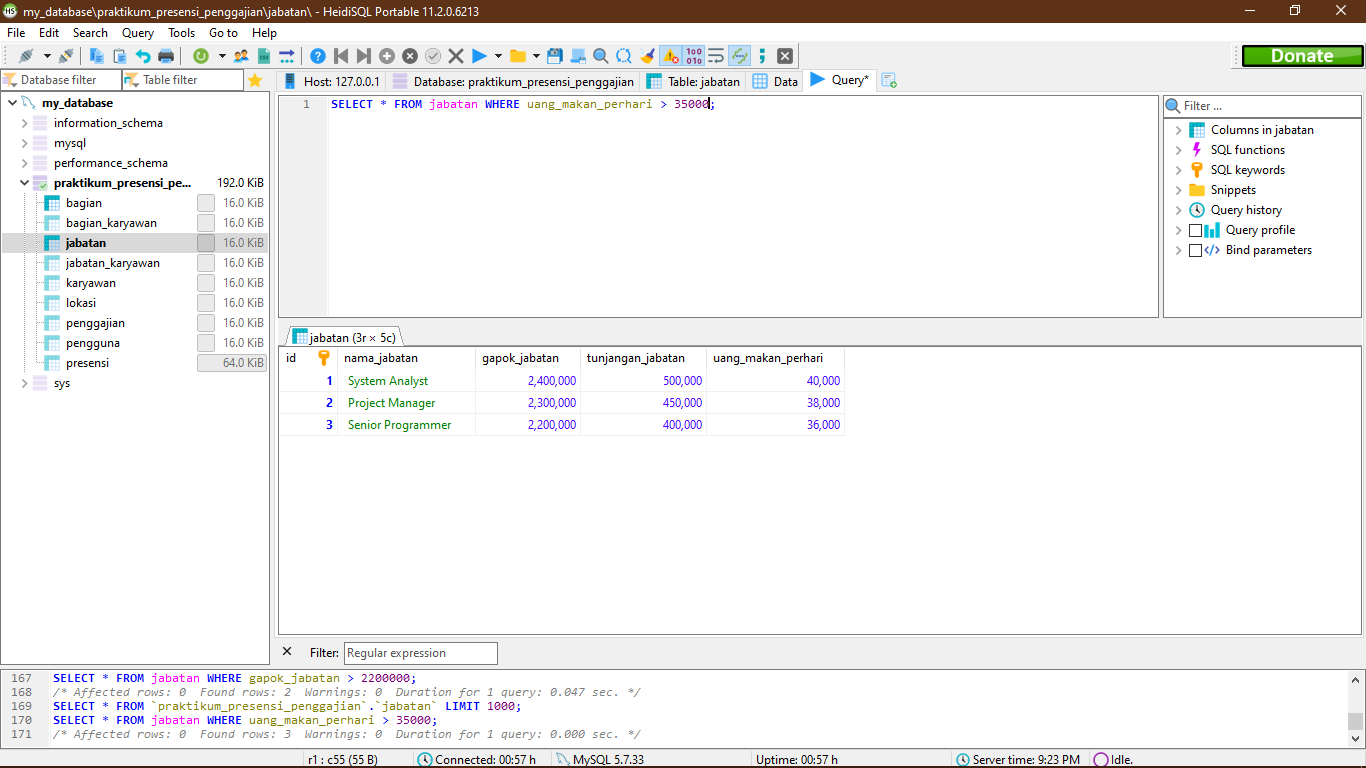 HS my_database\praktikum_presensi_penggajian\jabatan\ - HeidiSQL Portable 11.2.0.6213
File Edit Search Query Tools Go to Help
Donate
Database filter Table filter
Host: 127.0.0.1 Database: praktikum_presensi_penggajian Table: jabatan Data Query*
my_database
information_schema
mysql
performance_schema
praktikum_presensi_pe... 192.0 KiB
bagian 16.0 KiB
bagian_karyawan 16.0 KiB
jabatan 16.0 KiB
jabatan_karyawan 16.0 KiB
karyawan 16.0 KiB
lokasi 16.0 KiB
penggajian 16.0 KiB
pengguna 16.0 KiB
presensi 64.0 KiB
sys
1 SELECT * FROM jabatan WHERE uang_makan_perhari > 35000;
Filter ...
Columns in jabatan
SQL functions
SQL keywords
Snippets
Query history
Query profile
Bind parameters
jabatan (3r × 5c)
id nama_jabatan gapok_jabatan tunjangan_jabatan uang_makan_perhari
1 System Analyst 2,400,000 500,000 40,000
2 Project Manager 2,300,000 450,000 38,000
3 Senior Programmer 2,200,000 400,000 36,000
Filter: Regular expression
167 SELECT * FROM jabatan WHERE gapok_jabatan > 2200000;
168 /* Affected rows: 0 Found rows: 2 Warnings: 0 Duration for 1 query: 0.047 sec. */
169 SELECT * FROM `praktikum_presensi_penggajian`.`jabatan` LIMIT 1000;
170 SELECT * FROM jabatan WHERE uang_makan_perhari > 35000;
171 /* Affected rows: 0 Found rows: 3 Warnings: 0 Duration for 1 query: 0.000 sec. */
r1 : c55 (55 B) Connected: 00:57 h MySQL 5.7.33 Uptime: 00:57 h Server time: 9:23 PM Idle.